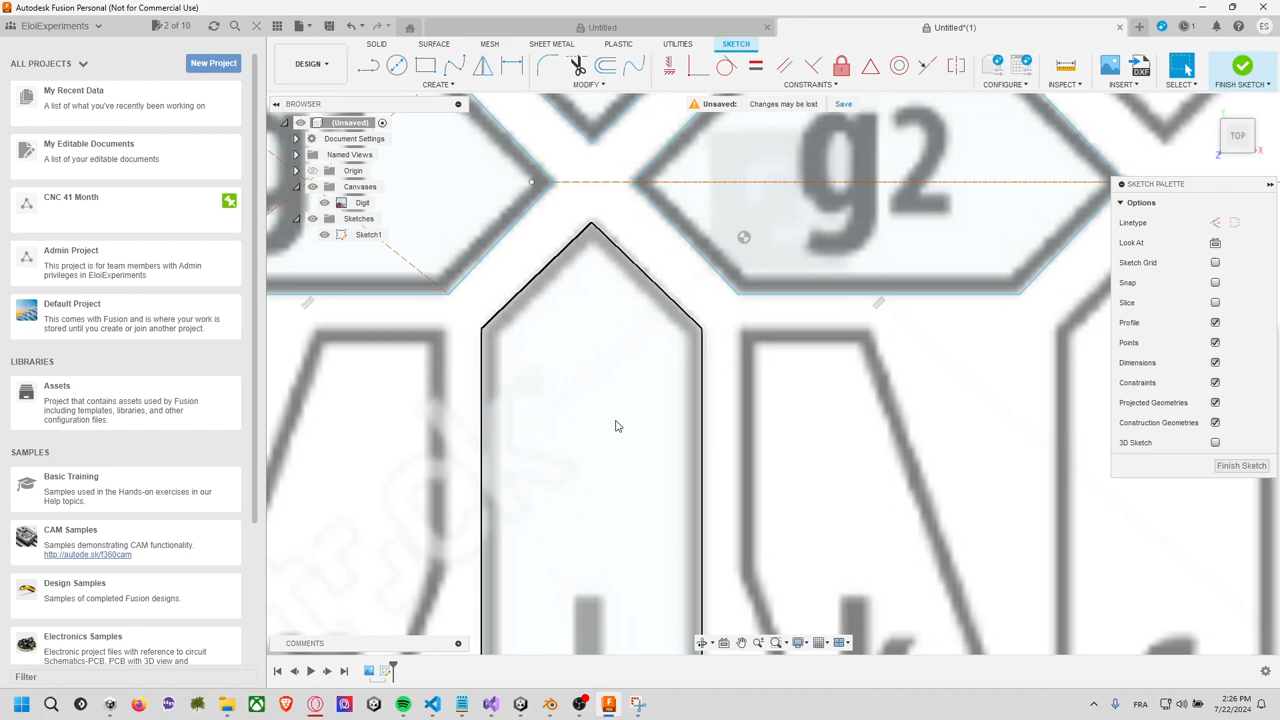 Autodesk Fusion Personal (Not for Commercial Use)
EloiExperiments
2 of 10
Untitled
Untitled*(1)
1
ES
ALL PROJECTS
New Project
DESIGN
SOLID
SURFACE
MESH
SHEET METAL
PLASTIC
UTILITIES
SKETCH
CREATE
MODIFY
CONSTRAINTS
CONFIGURE
INSPECT
INSERT
SELECT
FINISH SKETCH
DXF
My Recent Data
A list of what you've recently been working on
My Editable Documents
A list of your editable documents
CNC 41 Month
Admin Project
This project is for team members with Admin
privileges in EloiExperiments
Default Project
This comes with Fusion and is where your work is
stored until you create or join another project.
LIBRARIES
Assets
Project that contains assets used by Fusion
including templates, libraries, and other
configuration files.
SAMPLES
Basic Training
Samples used in the Hands-on exercises in our
Help topics.
CAM Samples
Samples demonstrating CAM functionality.
http://autode.sk/f360cam
Design Samples
Samples of completed Fusion designs.
Electronics Samples
Electronics project files with reference to circuit
Schematics-PCB, PCB with 3D view and
Filter
BROWSER
(Unsaved)
Document Settings
Named Views
Origin
Canvases
Digit
Sketches
Sketch1
Unsaved:
Changes may be lost
Save
g2
TOP
Y
X
Z
SKETCH PALETTE
Options
Linetype
Look At
Sketch Grid
Snap
Slice
Profile
Points
Dimensions
Constraints
Projected Geometries
Construction Geometries
3D Sketch
Finish Sketch
COMMENTS
FRE
2:26 PM
7/22/2024